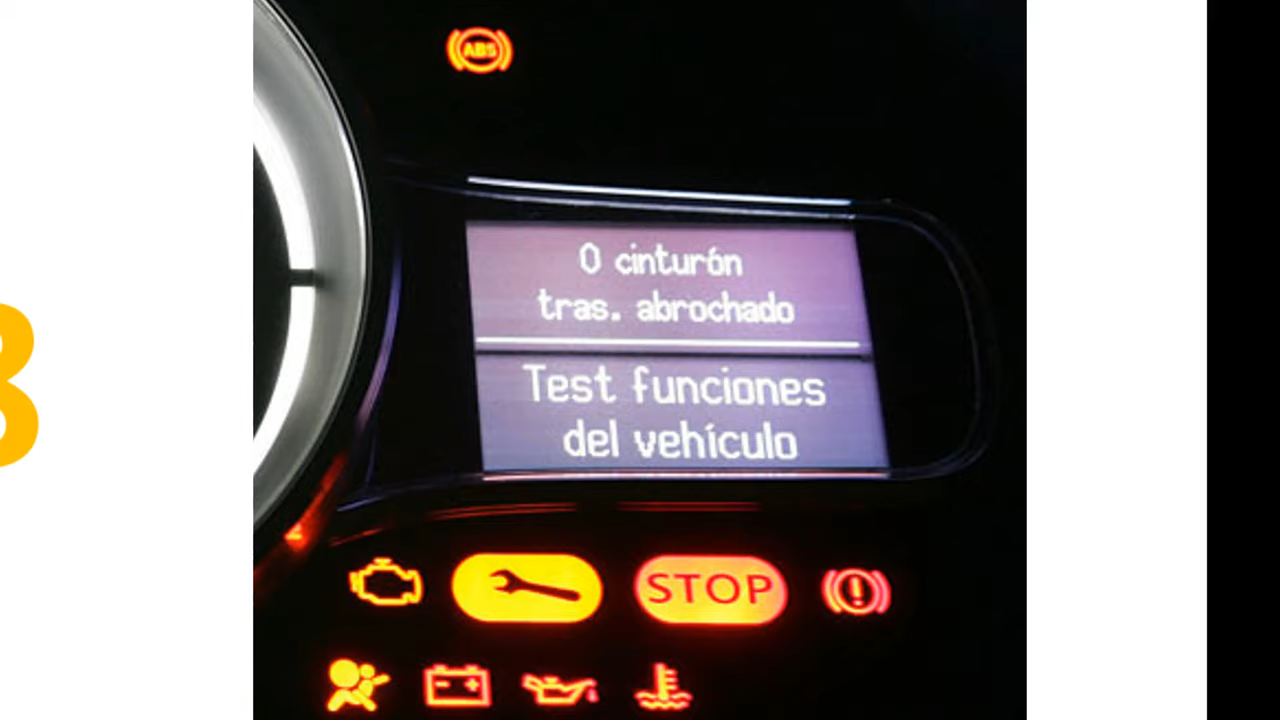 ABS
0 cinturón
tras. abrochado
Test funciones
del vehículo
STOP